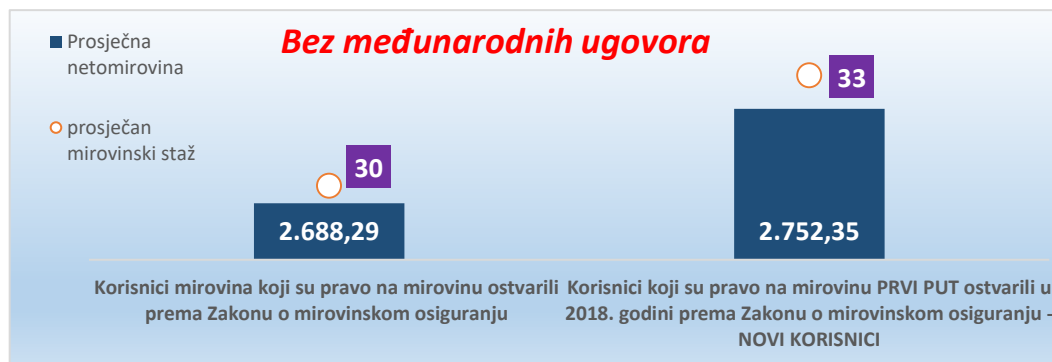 Bez međunarodnih ugovora
Prosječna
netomirovina
prosječan
mirovinski staž
30
33
2.688,29
2.752,35
Korisnici mirovina koji su pravo na mirovinu ostvarili
prema Zakonu o mirovinskom osiguranju
Korisnici koji su pravo na mirovinu PRVI PUT ostvarili u
2018. godini prema Zakonu o mirovinskom osiguranju -
NOVI KORISNICI